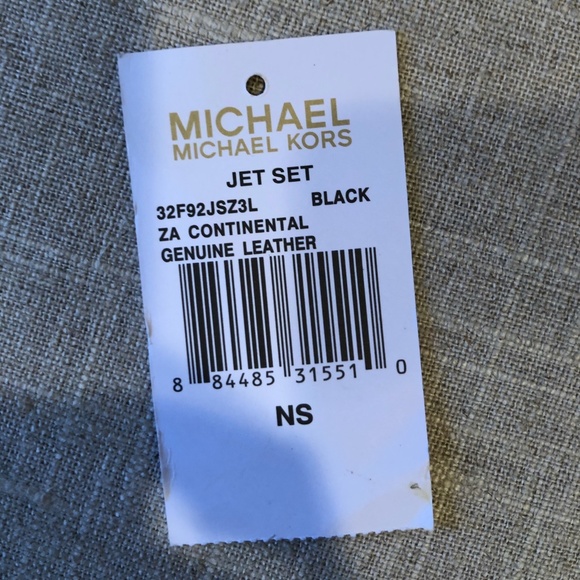 MICHAEL
MICHAEL KORS
JET SET
32F92JSZ3L BLACK
ZA CONTINENTAL
GENUINE LEATHER
8 84485 31551 0
NS